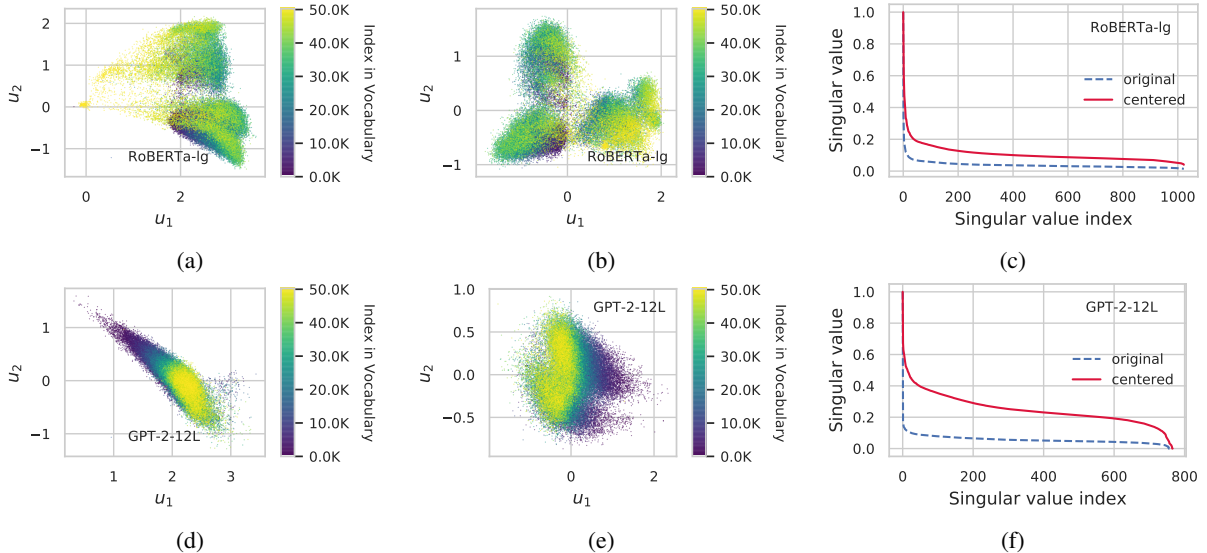 2
1
0
−1
0
2
u₂
u₁
RoBERTa-lg
50.0K
40.0K
30.0K
20.0K
10.0K
0.0K
Index in Vocabulary
(a)
1
0
−1
−2
0
2
u₂
u₁
RoBERTa-lg
50.0K
40.0K
30.0K
20.0K
10.0K
0.0K
Index in Vocabulary
(b)
1.0
0.8
0.6
0.4
0.2
0.0
0
200
400
600
800
1000
Singular value
Singular value index
RoBERTa-lg
original
centered
(c)
1
0
−1
1
2
3
u₂
u₁
GPT-2-12L
50.0K
40.0K
30.0K
20.0K
10.0K
0.0K
Index in Vocabulary
(d)
1.0
0.5
0.0
−0.5
0
2
u₂
u₁
GPT-2-12L
50.0K
40.0K
30.0K
20.0K
10.0K
0.0K
Index in Vocabulary
(e)
1.0
0.8
0.6
0.4
0.2
0.0
0
200
400
600
800
Singular value
Singular value index
GPT-2-12L
original
centered
(f)